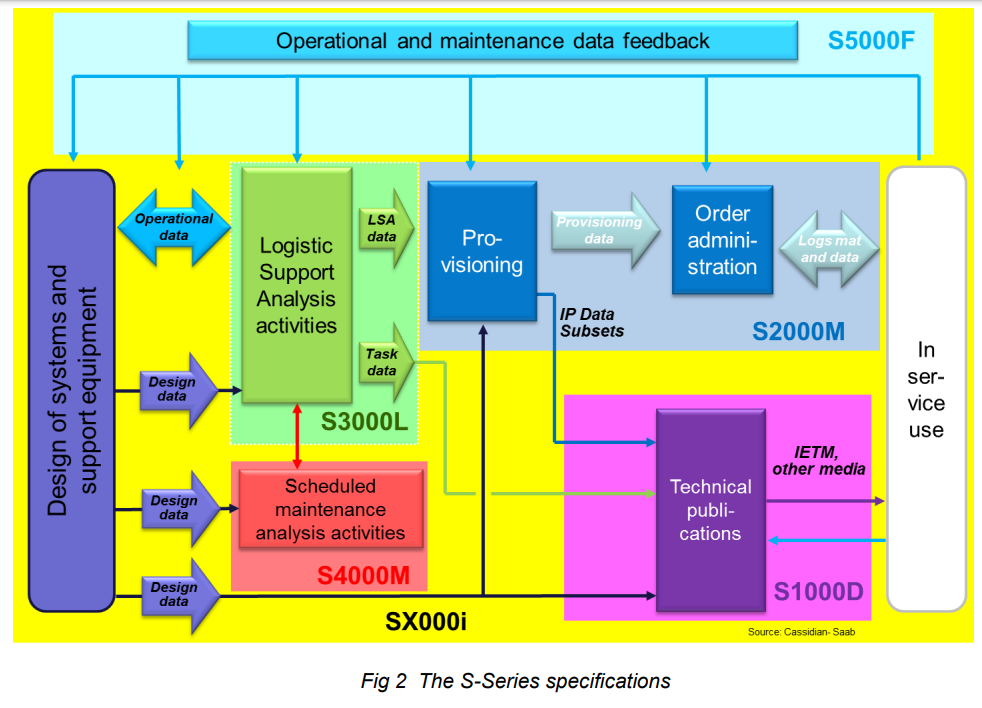 Operational and maintenance data feedback
S5000F
Design of systems and
support equipment
Operational
data
Logistic
Support
Analysis
activities
LSA
data
Task
data
S3000L
Pro-
visioning
Provisioning
data
Order
admini-
stration
Logs mat
and data
IP Data
Subsets
S2000M
In
ser-
vice
use
Design
data
Design
data
Scheduled
maintenance
analysis activities
S4000M
Design
data
SX000i
Technical
publi-
cations
IETM,
other media
S1000D
Source: Cassidian- Saab
Fig 2 The S-Series specifications